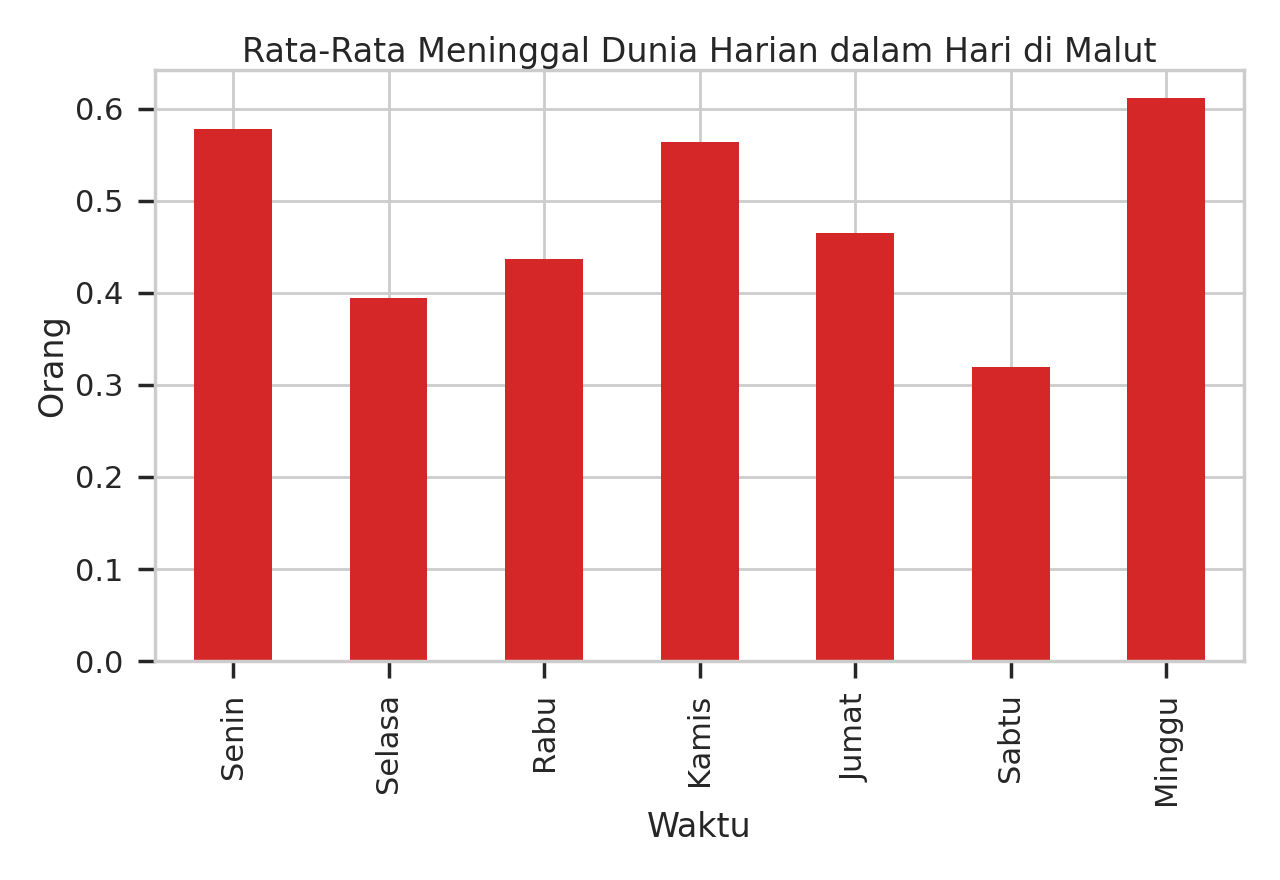 Rata-Rata Meninggal Dunia Harian dalam Hari di Malut
0.6
0.5
0.4
0.3
0.2
0.1
0.0
Orang
Senin
Selasa
Rabu
Kamis
Jumat
Sabtu
Minggu
Waktu